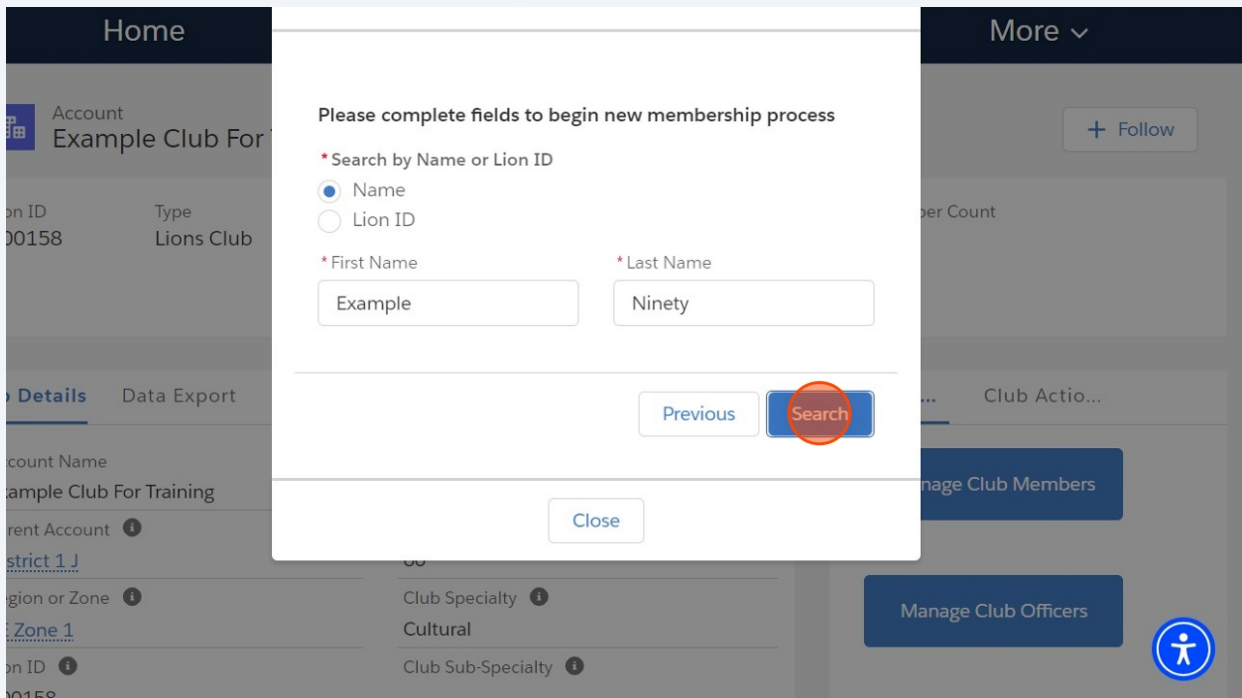 Home
More
Account
Example Club For
+ Follow
on ID
Type
ber Count
00158
Lions Club
Please complete fields to begin new membership process
*Search by Name or Lion ID
Name
Lion ID
*First Name
*Last Name
Example
Ninety
Previous
Search
Close
Details
Data Export
...
Club Actio...
count Name
ample Club For Training
rent Account
strict 1 J
gion or Zone
Zone 1
on ID
00158
Club Specialty
Cultural
Club Sub-Specialty
nage Club Members
Manage Club Officers